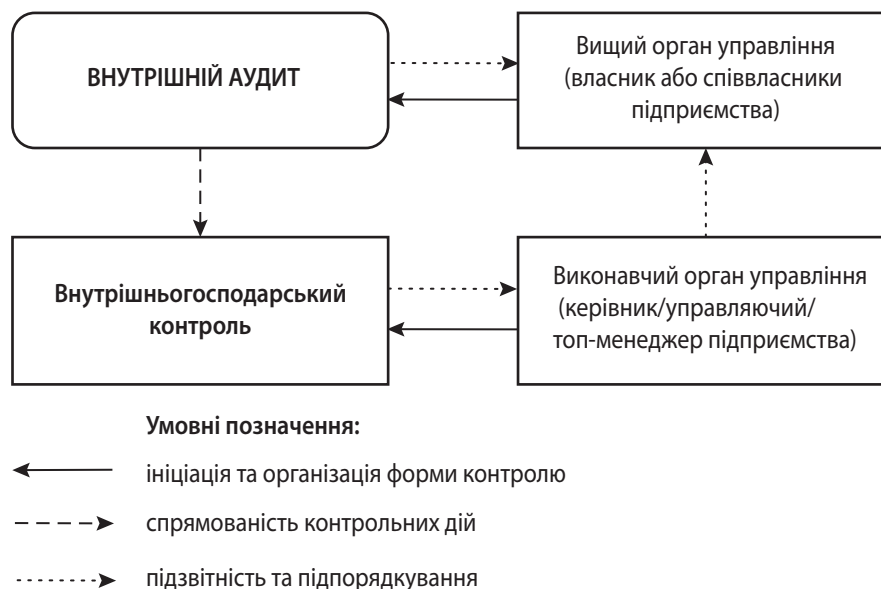 ВНУТРІШНІЙ АУДИТ
Вищий орган управління
(власник або співвласники
підприємства)
Внутрішньогосподарський
контроль
Виконавчий орган управління
(керівник/управляючий/
топ-менеджер підприємства)
Умовні позначення:
ініціація та організація форми контролю
спрямованість контрольних дій
підзвітність та підпорядкування